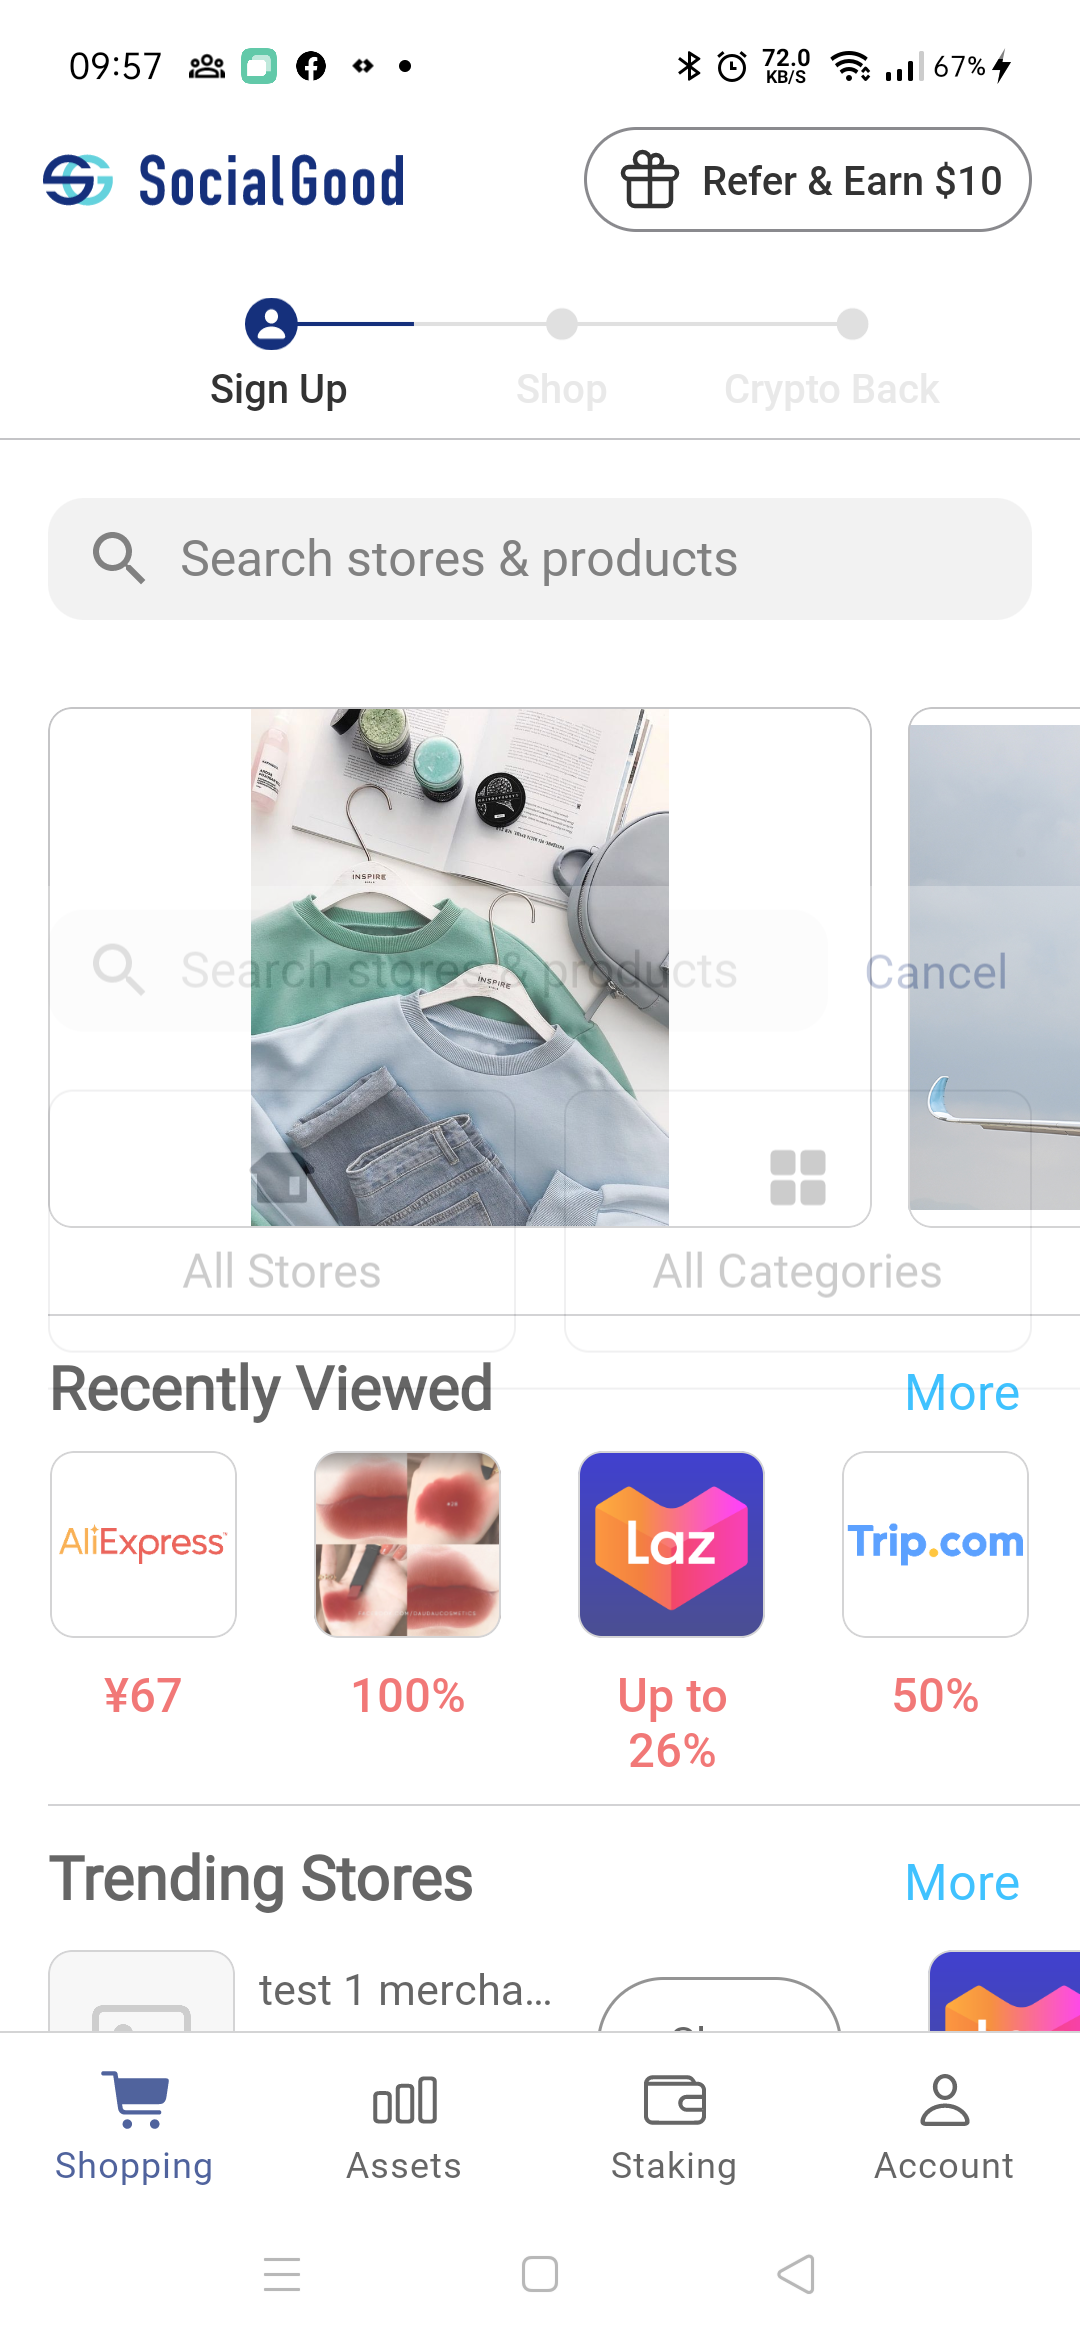 09:57
72.0
KB/S
67%
SocialGood
Refer & Earn $10
Sign Up
Shop
Crypto Back
Search stores & products
INSPIRE
INSPIRE
Search stores & products
Cancel
All Stores
All Categories
Recently Viewed
More
AliExpress
Laz
Trip.com
¥67
100%
Up to
26%
50%
Trending Stores
More
test 1 mercha...
Shopping
Assets
Staking
Account